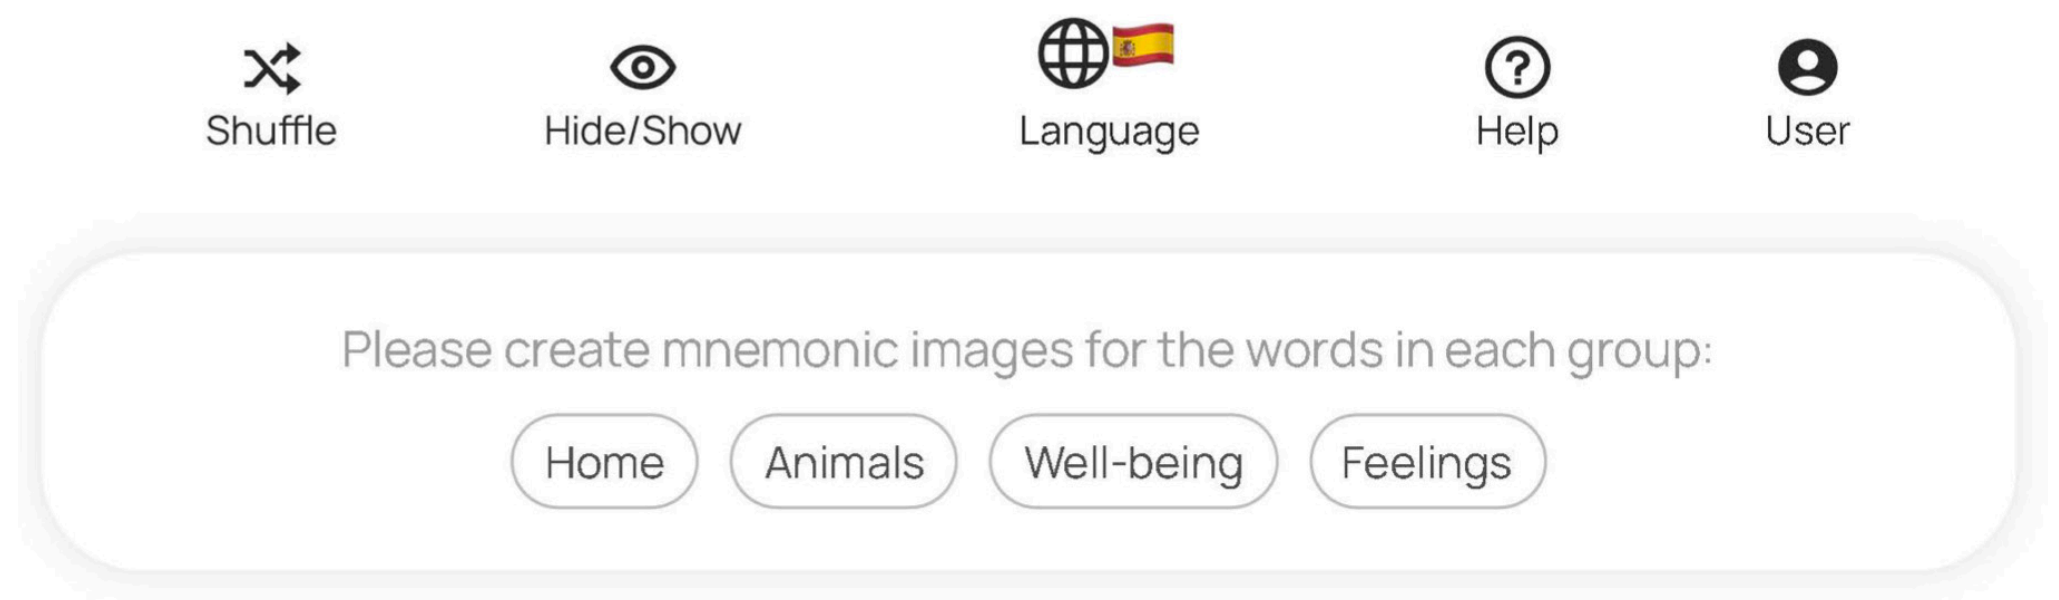 Shuffle Hide/Show Language Help User
Please create mnemonic images for the words in each group:
Home Animals Well-being Feelings